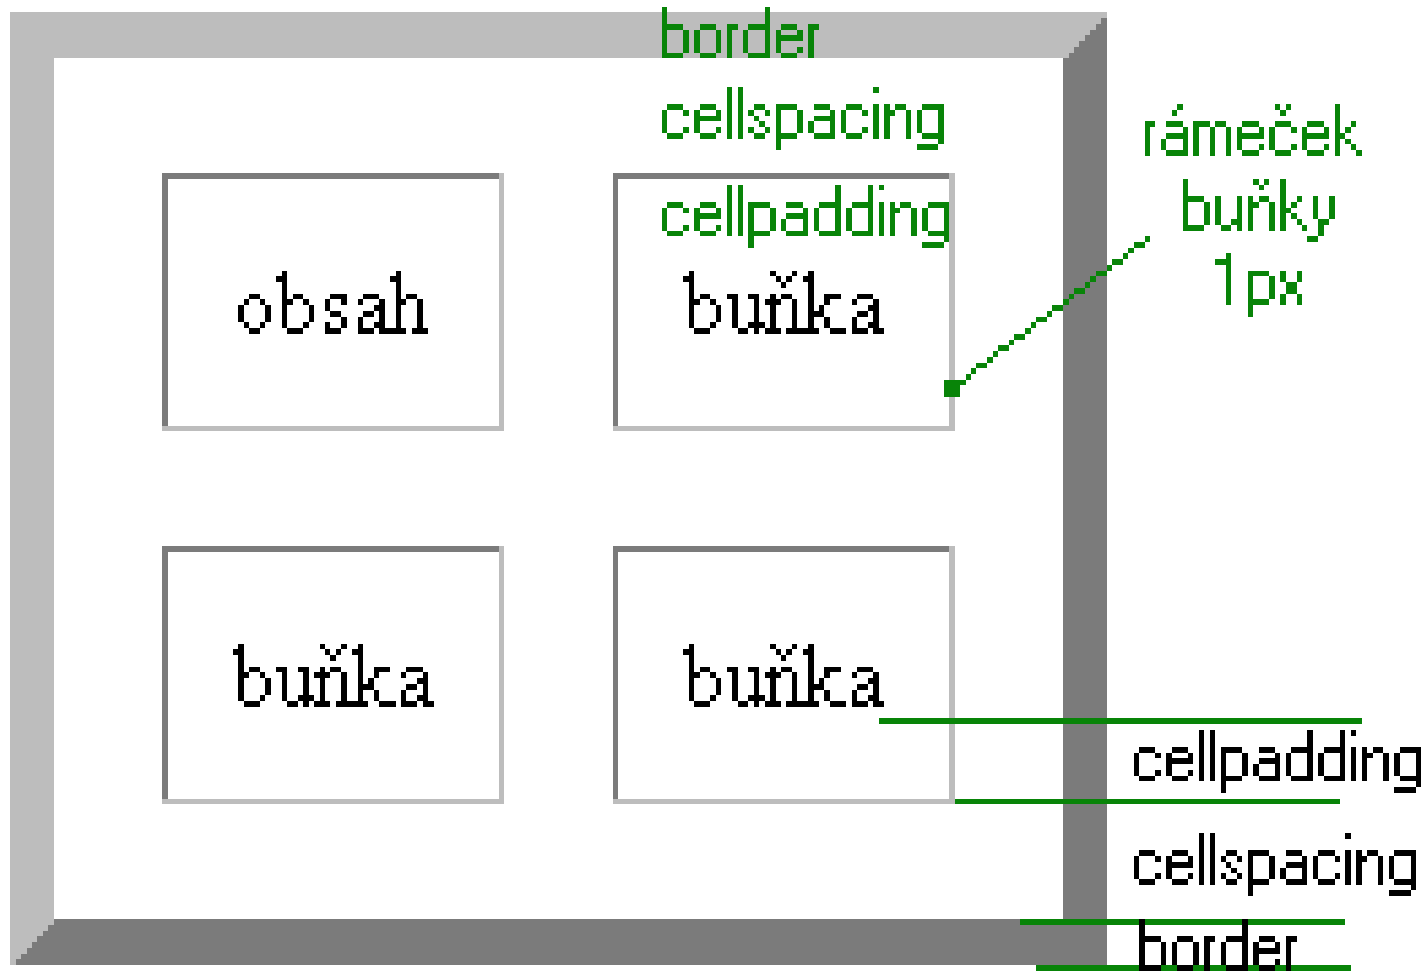 border
cellspacing
cellpadding
rámeček
buňky
1px
obsah
buňka
buňka
buňka
cellpadding
cellspacing
border